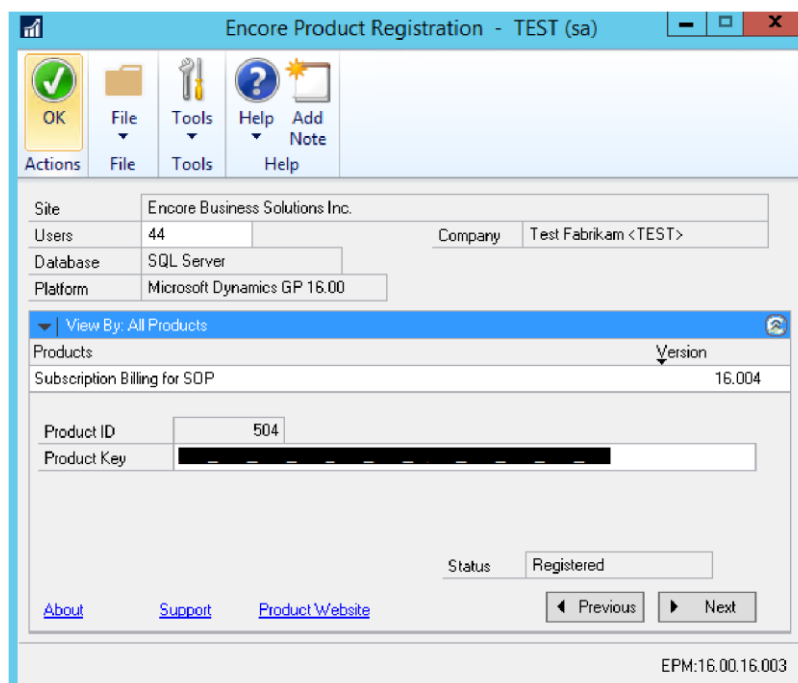 Encore Product Registration - TEST (sa)
OK File Tools Help Add Note
Actions File Tools Help
Site Encore Business Solutions Inc.
Users 44 Company Test Fabrikam <TEST>
Database SQL Server
Platform Microsoft Dynamics GP 16.00
View By: All Products
Products Version
Subscription Billing for SOP 16.004
Product ID 504
Product Key
Status Registered
About Support Product Website Previous Next
EPM:16.00.16.003